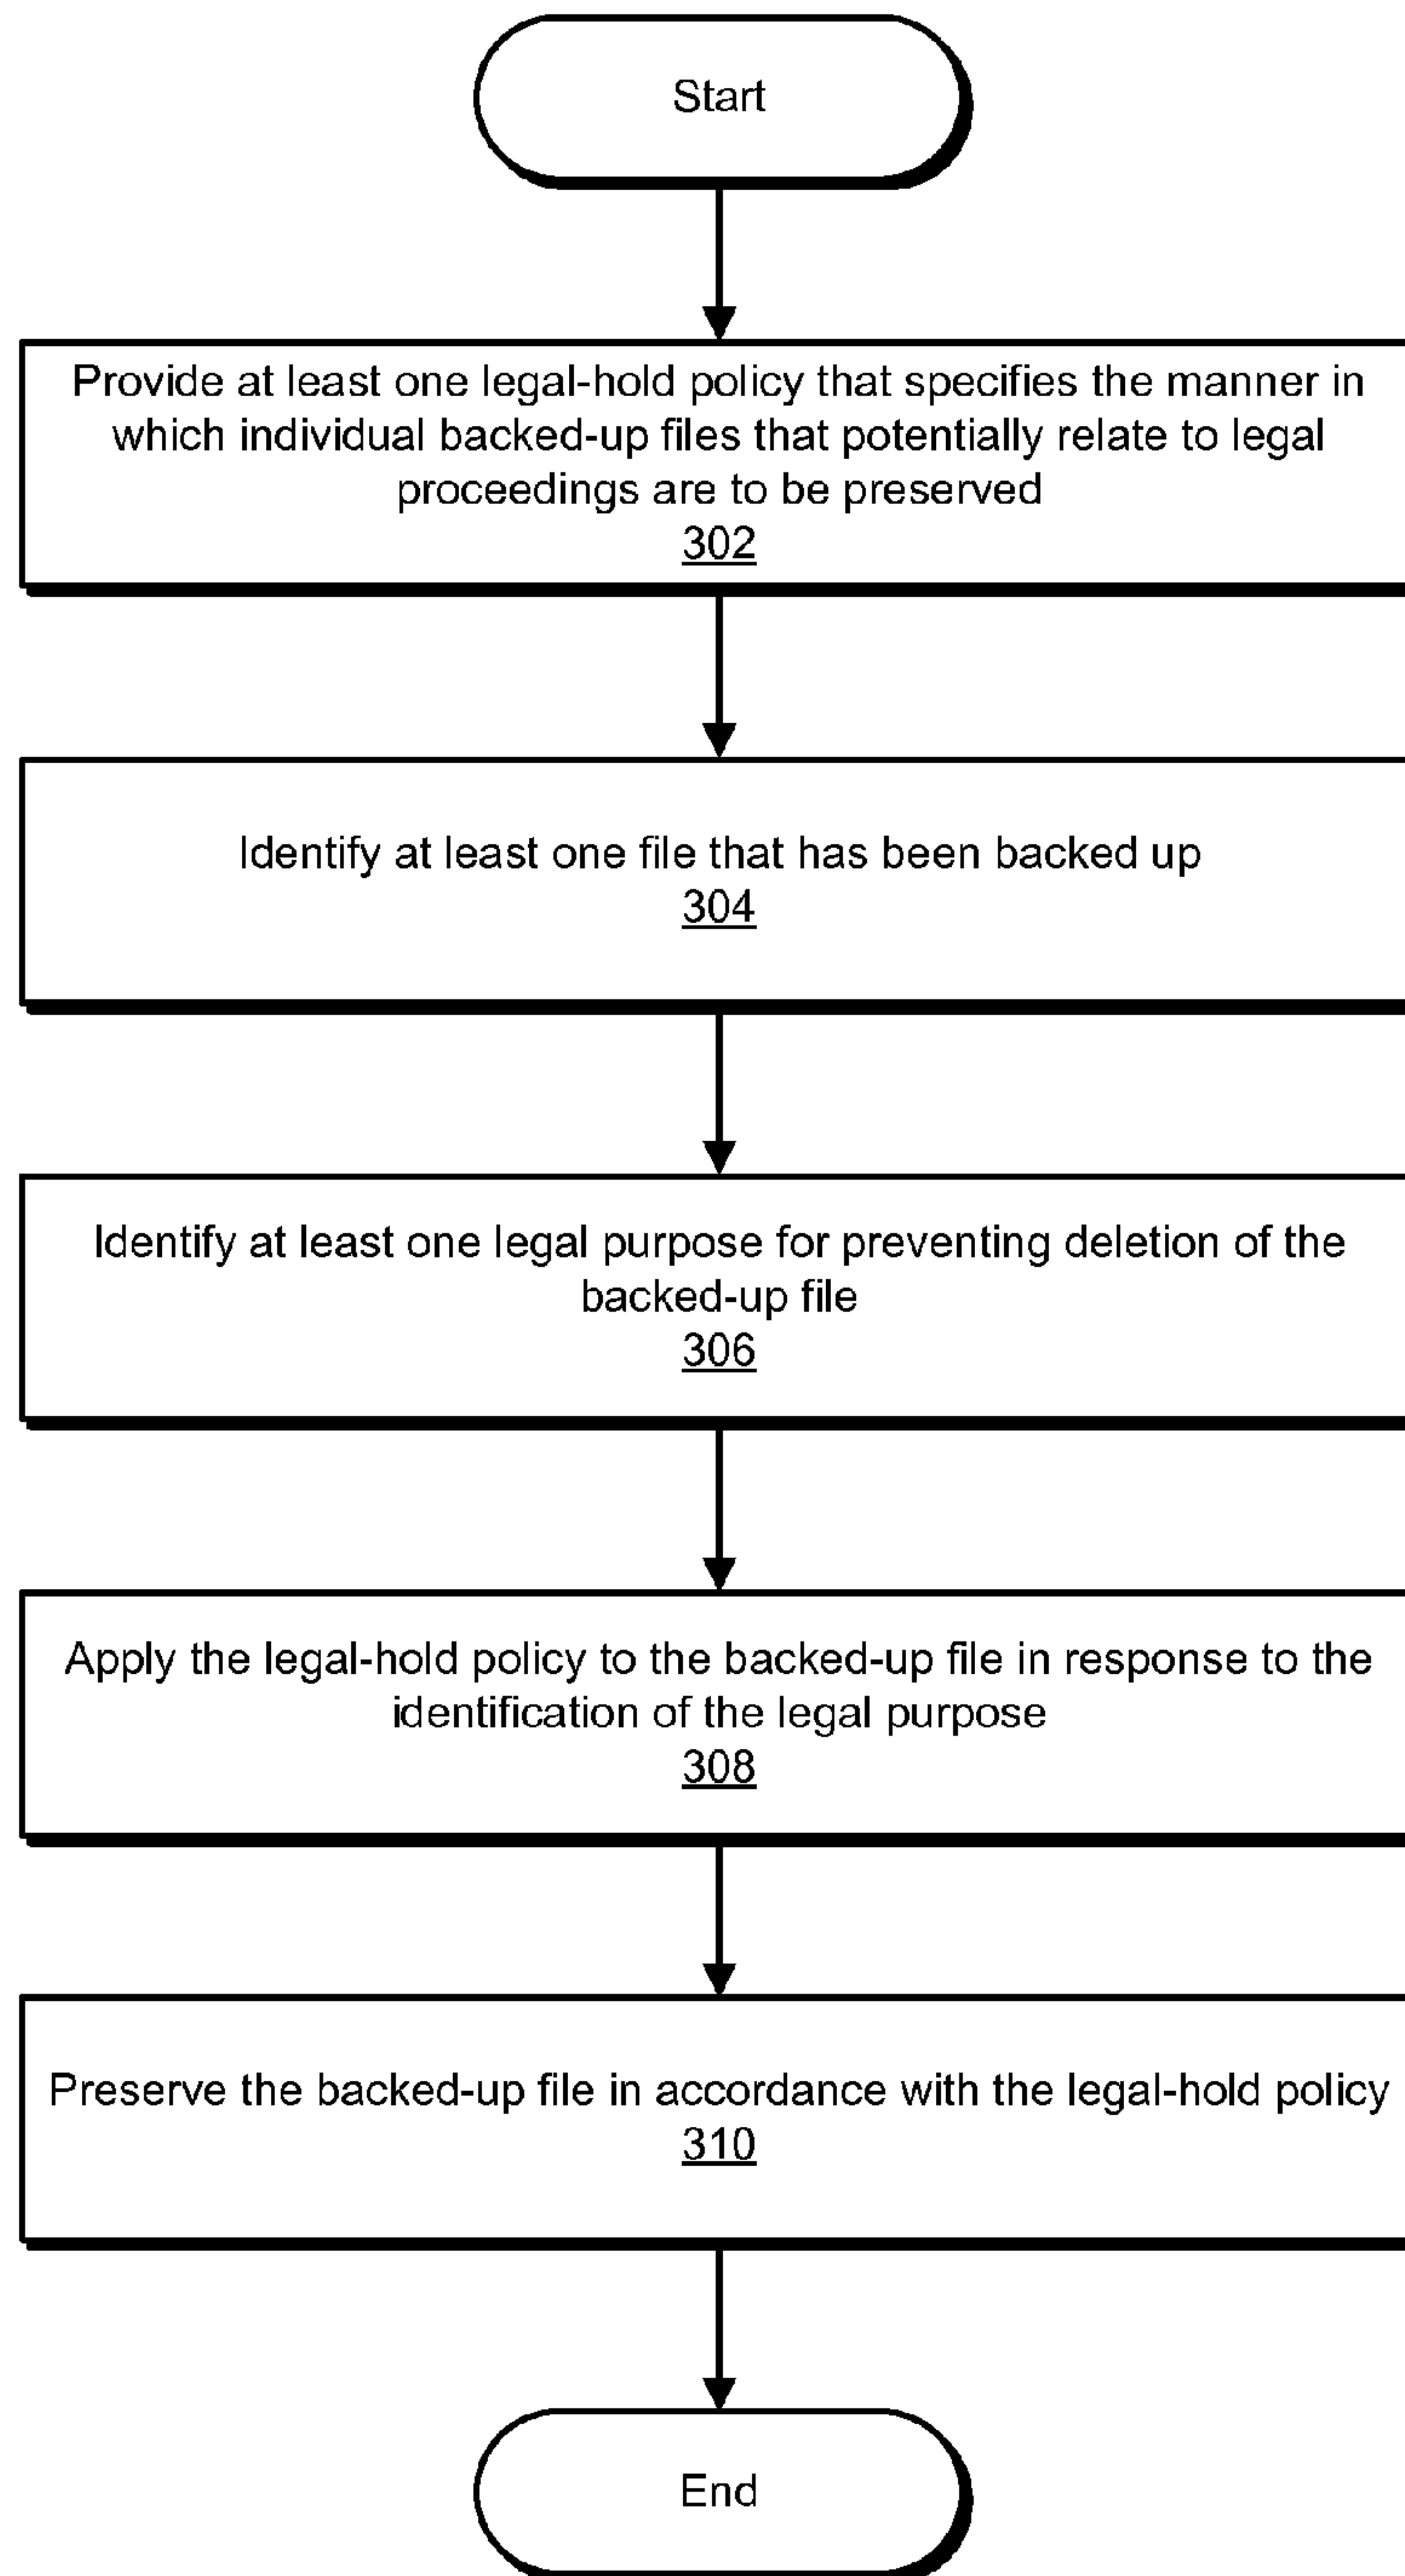 Start
Provide at least one legal-hold policy that specifies the manner in
which individual backed-up files that potentially relate to legal
proceedings are to be preserved
302
Identify at least one file that has been backed up
304
Identify at least one legal purpose for preventing deletion of the
backed-up file
306
Apply the legal-hold policy to the backed-up file in response to the
identification of the legal purpose
308
Preserve the backed-up file in accordance with the legal-hold policy
310
End